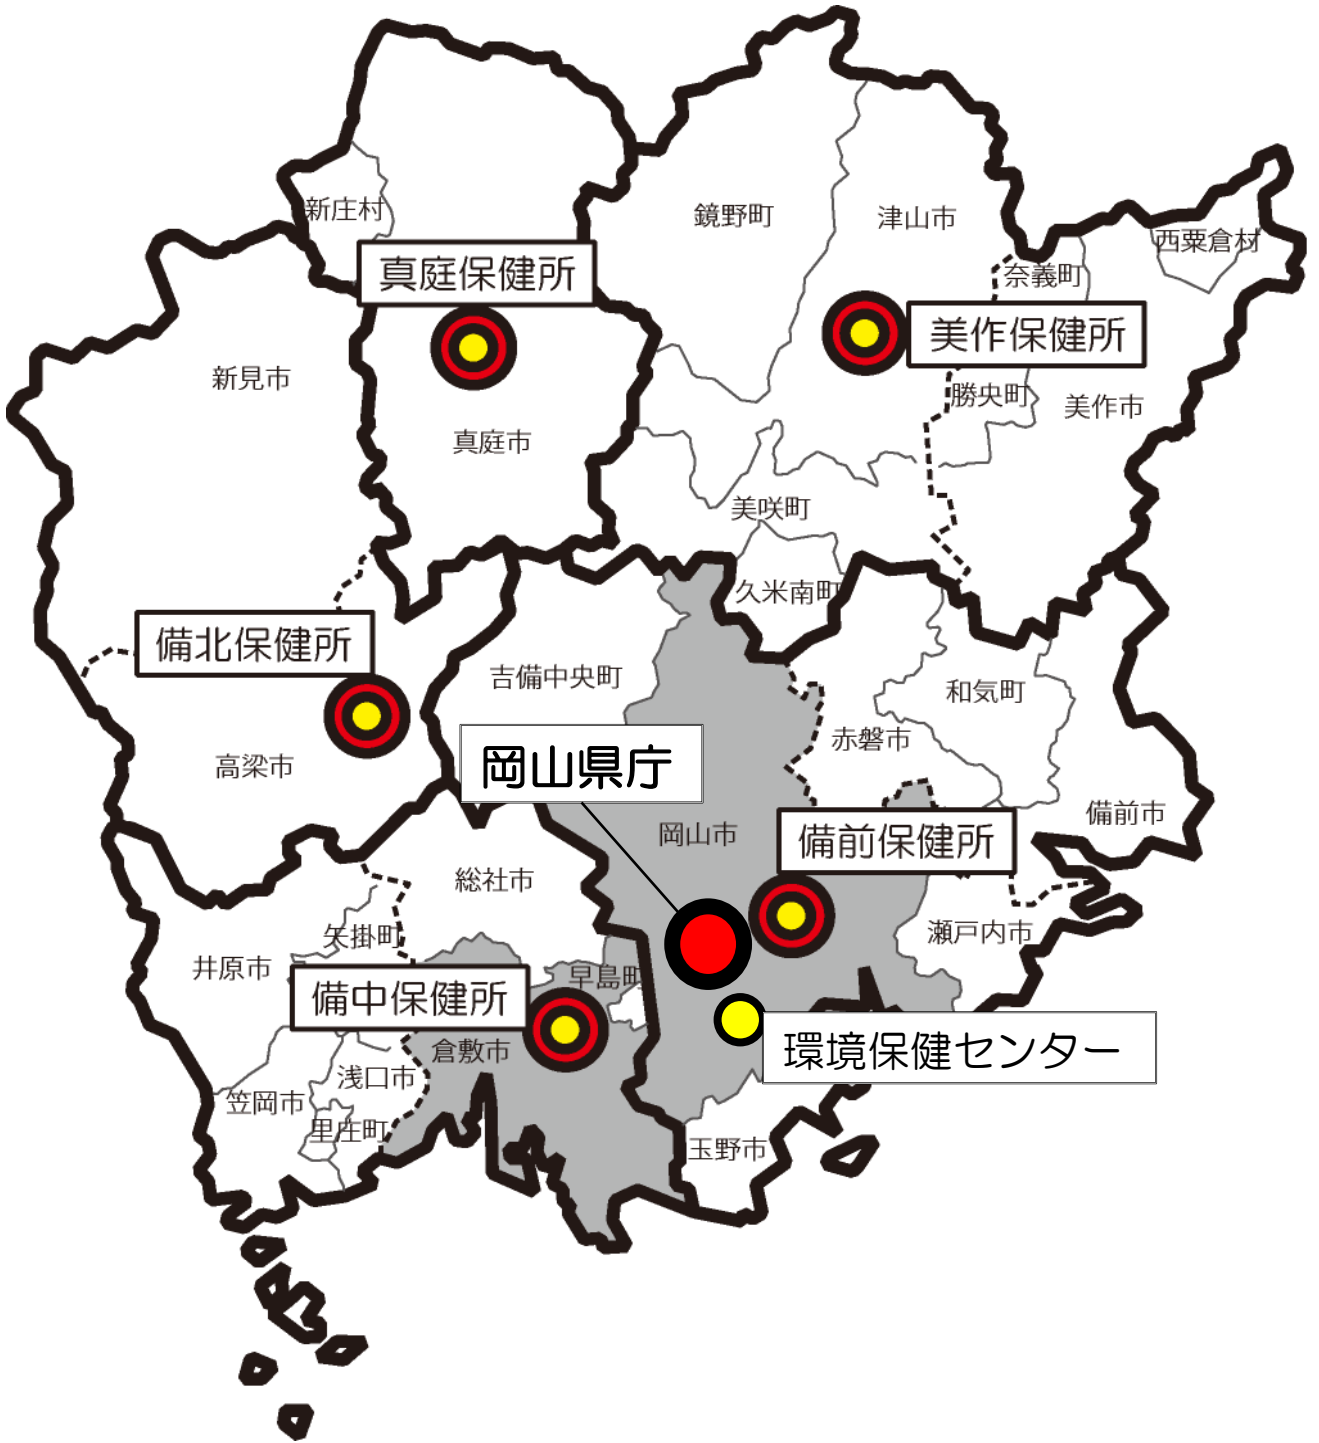 新庄村
鏡野町
津山市
西粟倉村
真庭保健所
奈義町
美作保健所
新見市
勝央町
美作市
真庭市
美咲町
久米南町
備北保健所
吉備中央町
和気町
赤磐市
岡山県庁
高梁市
備前市
岡山市
備前保健所
総社市
瀬戸内市
矢掛町
井原市
早島町
備中保健所
倉敷市
環境保健センター
浅口市
笠岡市
里庄町
玉野市